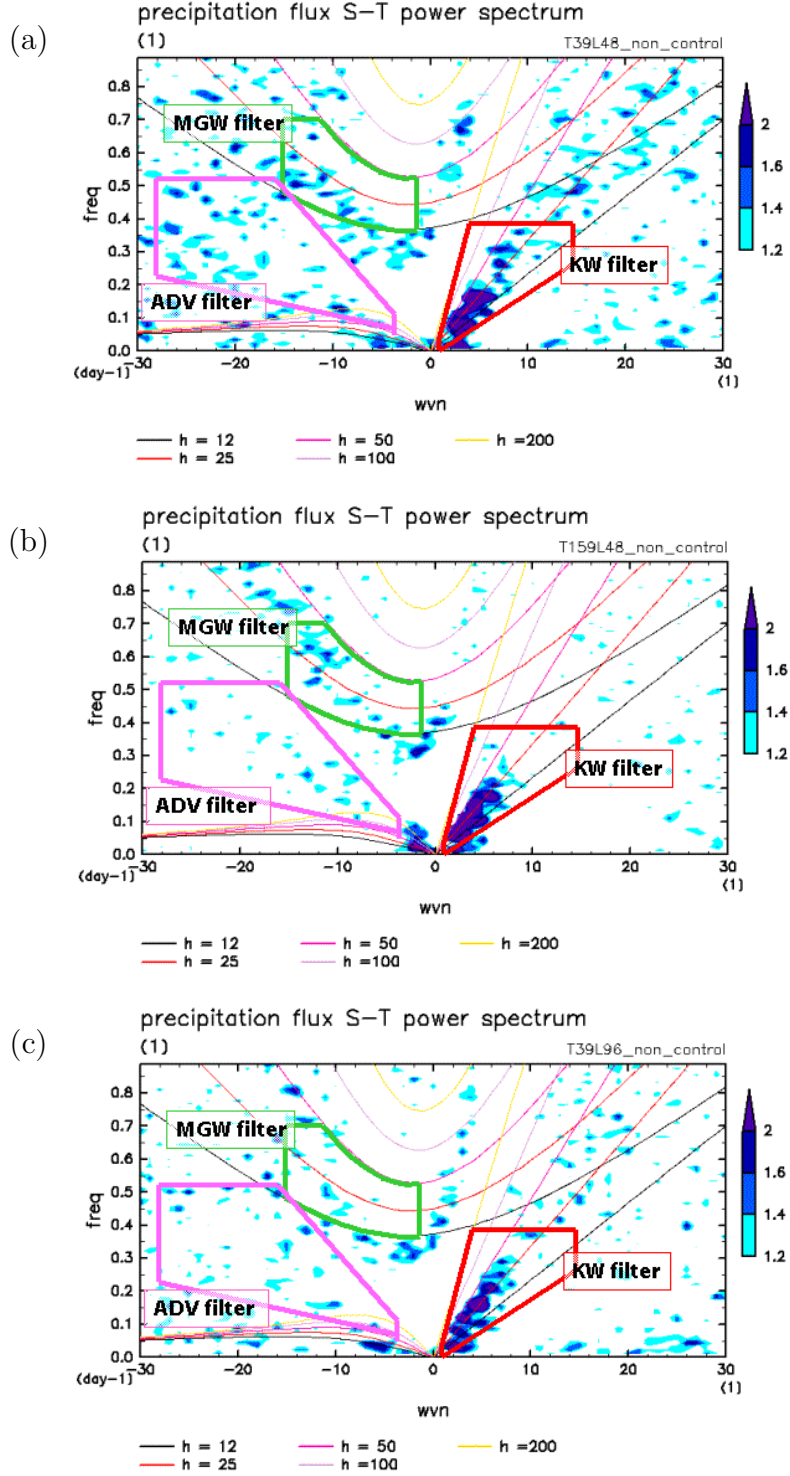 (a)
precipitation flux S-T power spectrum
(1)
T39L48_non_control
MGW filter
ADV filter
KW filter
freq
0.8
0.7
0.6
0.5
0.4
0.3
0.2
0.1
0.0
2
1.6
1.4
1.2
-30 -20 -10 0 10 20 30
(day-1)
(1)
wvn
h = 12 h = 50 h =200
h = 25 h =100
(b)
precipitation flux S-T power spectrum
(1)
T159L48_non_control
MGW filter
ADV filter
KW filter
freq
0.8
0.7
0.6
0.5
0.4
0.3
0.2
0.1
0.0
2
1.6
1.4
1.2
-30 -20 -10 0 10 20 30
(day-1)
(1)
wvn
h = 12 h = 50 h =200
h = 25 h =100
(c)
precipitation flux S-T power spectrum
(1)
T39L96_non_control
MGW filter
ADV filter
KW filter
freq
0.8
0.7
0.6
0.5
0.4
0.3
0.2
0.1
0.0
2
1.6
1.4
1.2
-30 -20 -10 0 10 20 30
(day-1)
(1)
wvn
h = 12 h = 50 h =200
h = 25 h =100